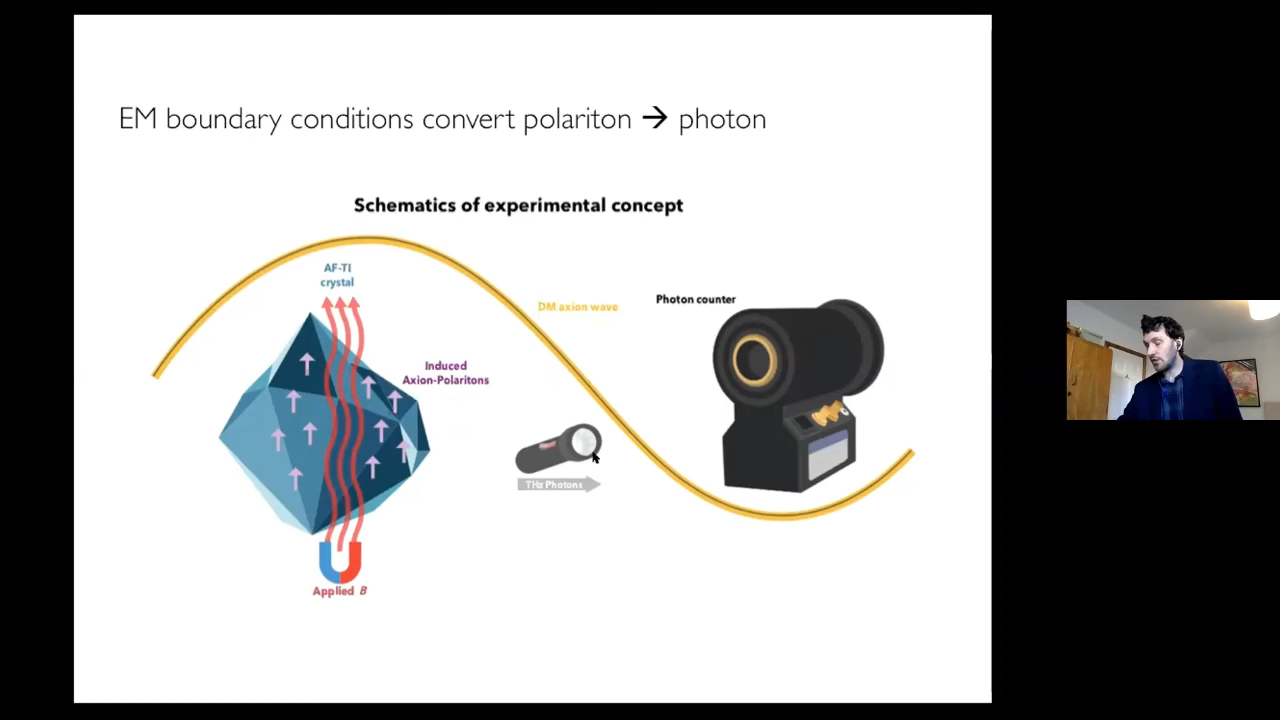 EM boundary conditions convert polariton → photon
Schematics of experimental concept
AF-TI
crystal
DM axion wave
Photon counter
Induced
Axion-Polaritons
THz Photons
Applied B